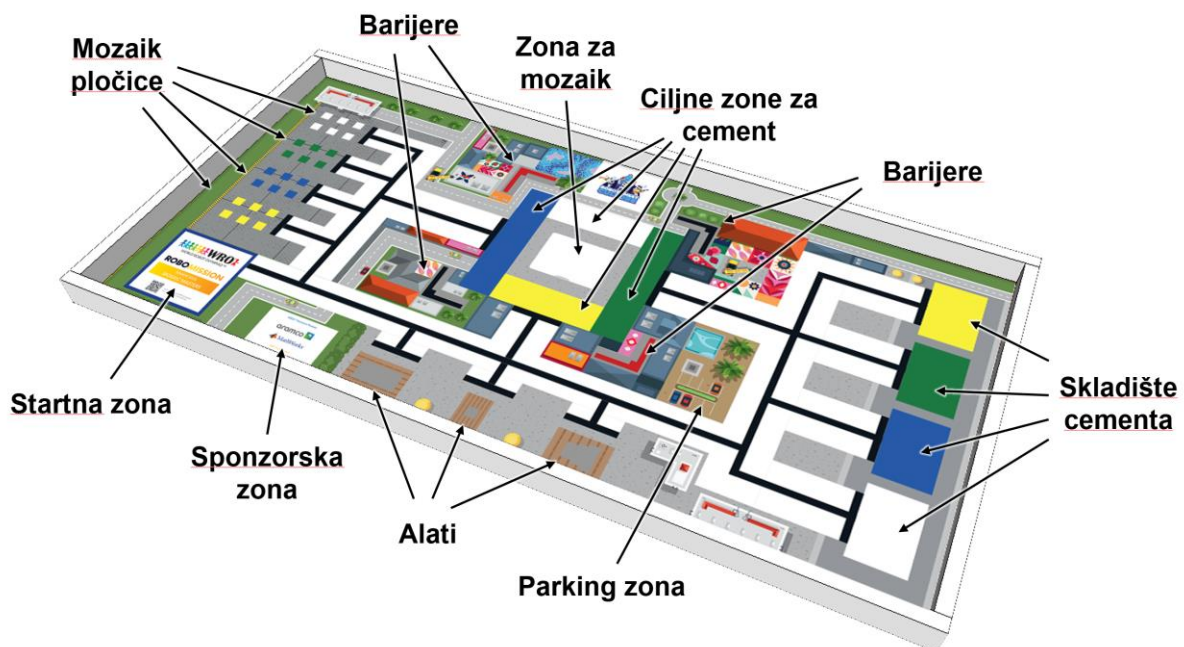 Barijere
Mozaik
pločice
Zona za
mozaik
Ciljne zone za
cement
Barijere
WRO
ROBOMISSION
aramco
MathWorks
Startna zona
Sponzorska
zona
Alati
Parking zona
Skladište
cementa